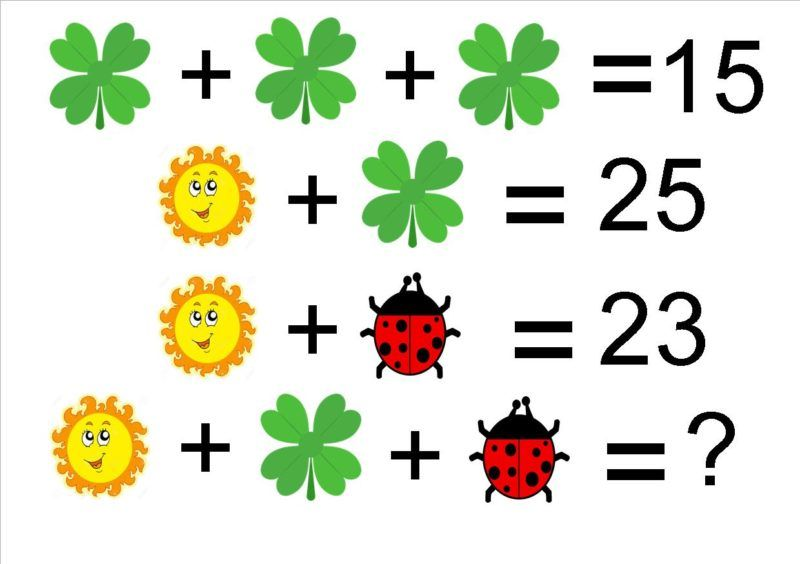 + + =15
+ = 25
+ = 23
+ + =?